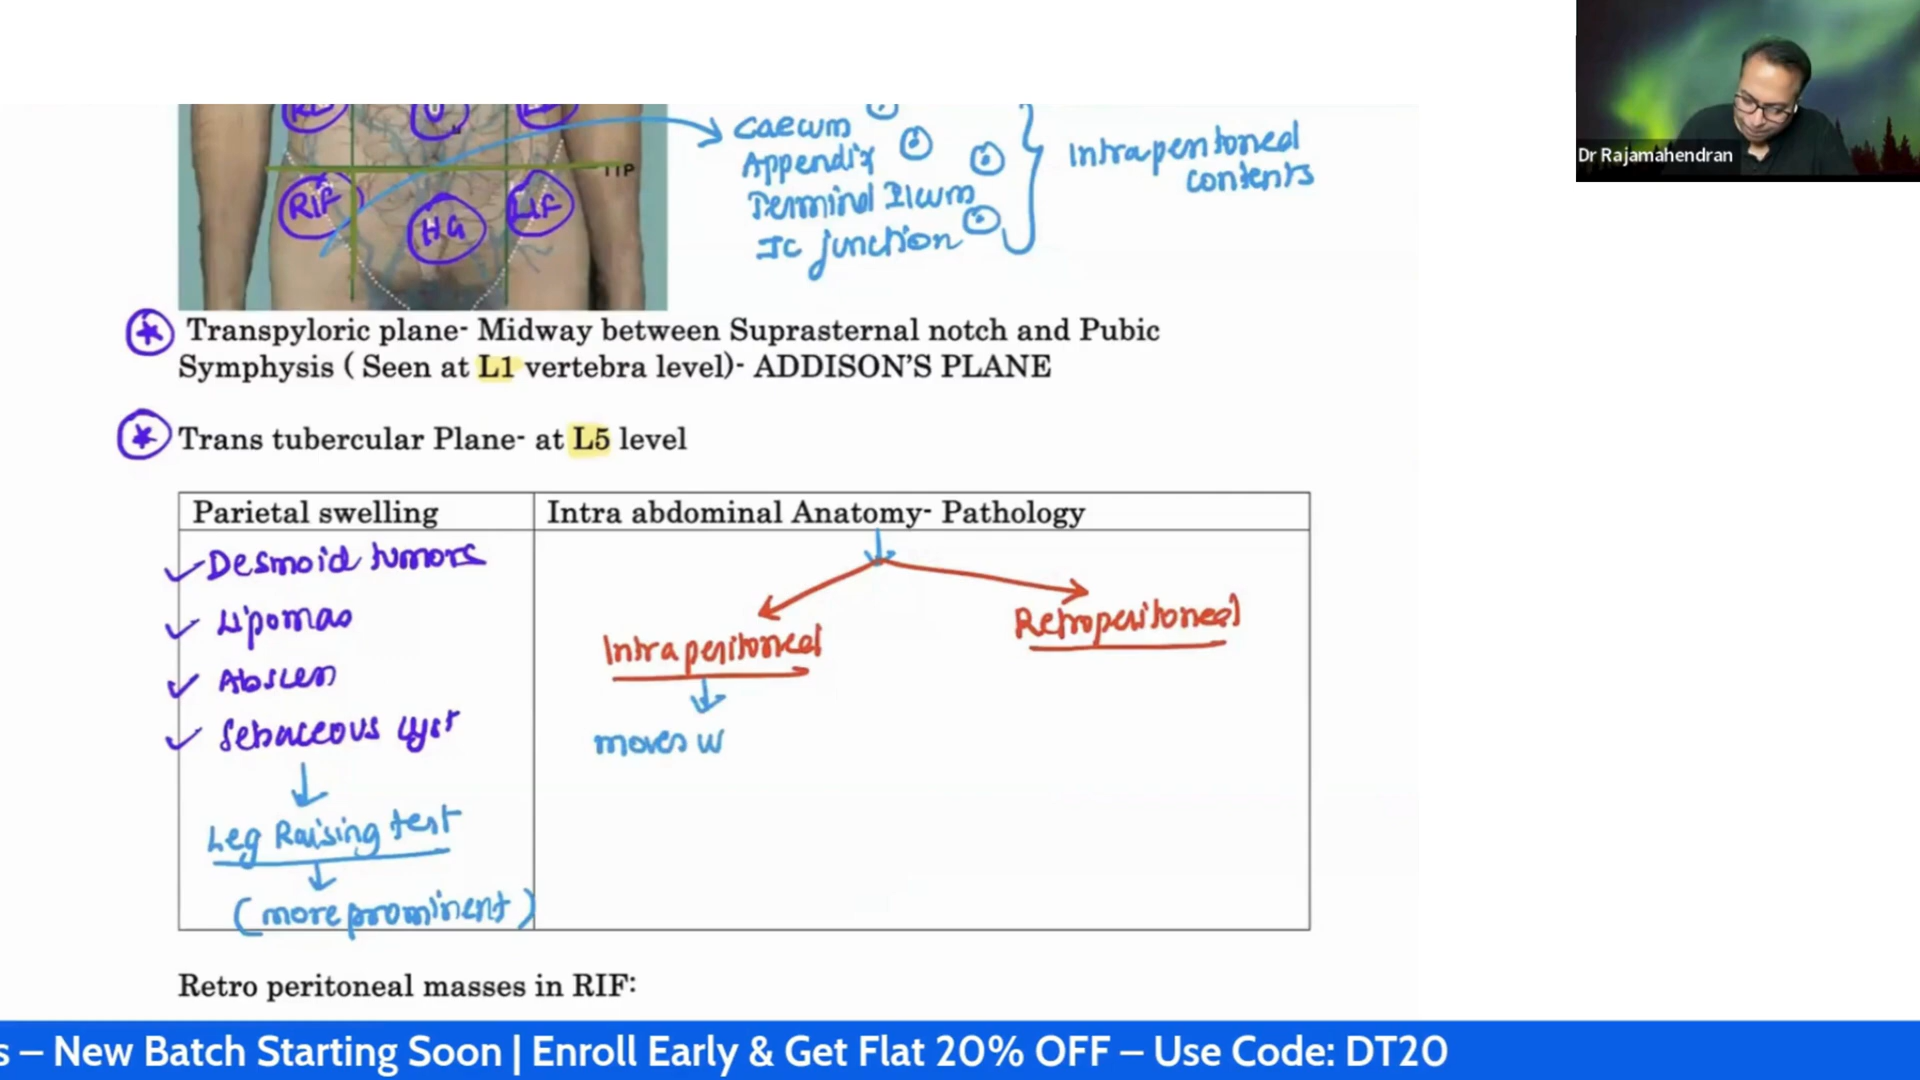 U
TTP
RIF
HG
LIF
Caecum
Appendix
Terminal Ileum
IC junction
Intraperitoneal
contents
Dr Rajamahendran
Transpyloric plane- Midway between Suprasternal notch and Pubic
Symphysis ( Seen at L1 vertebra level)- ADDISON'S PLANE
Trans tubercular Plane- at L5 level
Parietal swelling
Intra abdominal Anatomy- Pathology
Desmoid tumors
Lipomas
Abscess
Sebaceous cyst
Leg Raising test
(more prominent)
Intraperitoneal
moves w
Retroperitoneal
Retro peritoneal masses in RIF:
s – New Batch Starting Soon | Enroll Early & Get Flat 20% OFF – Use Code: DT20